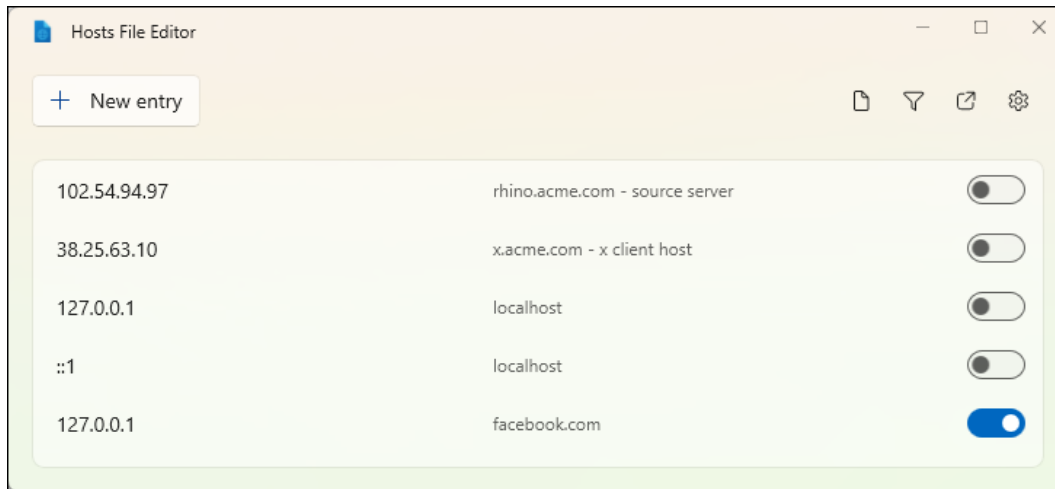 Hosts File Editor
New entry
102.54.94.97 rhino.acme.com - source server
38.25.63.10 x.acme.com - x client host
127.0.0.1 localhost
::1 localhost
127.0.0.1 facebook.com